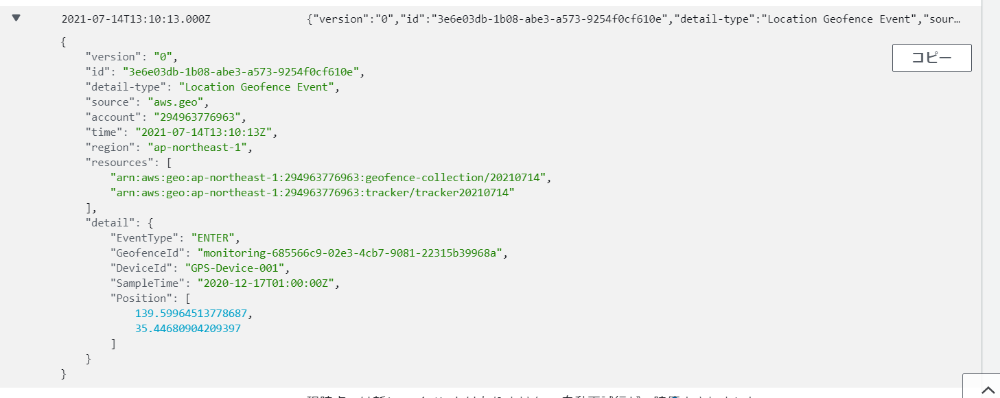 2021-07-14T13:10:13.000Z {"version":"0","id":"3e6e03db-1b08-abe3-a573-9254f0cf610e","detail-type":"Location Geofence Event","sour…
{
"version": "0",
コピー
"id": "3e6e03db-1b08-abe3-a573-9254f0cf610e",
"detail-type": "Location Geofence Event",
"source": "aws.geo",
"account": "294963776963",
"time": "2021-07-14T13:10:13Z",
"region": "ap-northeast-1",
"resources": [
"arn:aws:geo:ap-northeast-1:294963776963:geofence-collection/20210714",
"arn:aws:geo:ap-northeast-1:294963776963:tracker/tracker20210714"
],
"detail": {
"EventType": "ENTER",
"GeofenceId": "monitoring-685566c9-02e3-4cb7-9081-22315b39968a",
"DeviceId": "GPS-Device-001",
"SampleTime": "2020-12-17T01:00:00Z",
"Position": [
139.59964513778687,
35.44680904209397
]
}
}